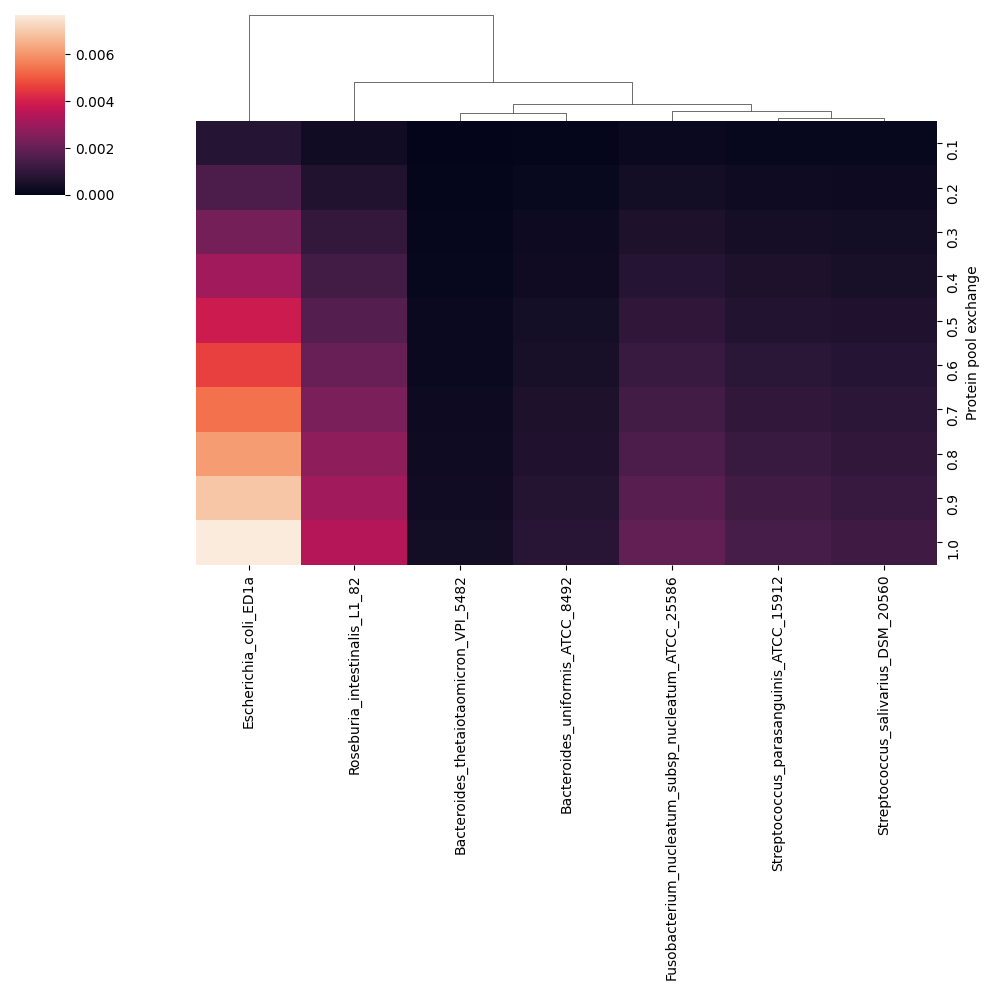 0.006
0.004
0.002
0.000
0.1
0.2
0.3
0.4
0.5
0.6
0.7
0.8
0.9
1.0
Protein pool exchange
Escherichia_coli_ED1a
Roseburia_intestinalis_L1_82
Bacteroides_thetaiotaomicron_VPI_5482
Bacteroides_uniformis_ATCC_8492
Fusobacterium_nucleatum_subsp_nucleatum_ATCC_25586
Streptococcus_parasanguinis_ATCC_15912
Streptococcus_salivarius_DSM_20560